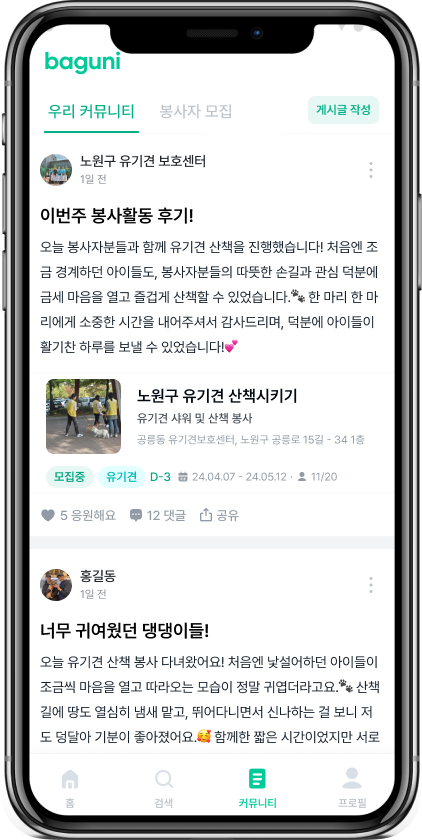 baguni
우리 커뮤니티 봉사자 모집 게시글 작성
노원구 유기견 보호센터
1일 전
이번주 봉사활동 후기!
오늘 봉사자분들과 함께 유기견 산책을 진행했습니다! 처음엔 조
금 경계하던 아이들도, 봉사자분들의 따뜻한 손길과 관심 덕분에
금세 마음을 열고 즐겁게 산책할 수 있었습니다.🐾 한 마리 한 마
리에게 소중한 시간을 내어주셔서 감사드리며, 덕분에 아이들이
활기찬 하루를 보낼 수 있었습니다!💕
노원구 유기견 산책시키기
유기견 샤워 및 산책 봉사
공릉동 유기견보호센터, 노원구 공릉로 15길 - 34 1층
모집중 유기견 D-3 24.04.07 - 24.05.12 · 11/20
5 응원해요 12 댓글 공유
홍길동
1일 전
너무 귀여웠던 댕댕이들!
오늘 유기견 산책 봉사 다녀왔어요! 처음엔 낯설어하던 아이들이
조금씩 마음을 열고 따라오는 모습이 정말 귀엽더라고요.🐾 산책
길에 땅도 열심히 냄새 맡고, 뛰어다니면서 신나하는 걸 보니 저
도 덩달아 기분이 좋아졌어요.🥰 함께한 짧은 시간이었지만 서로
홈 검색 커뮤니티 프로필